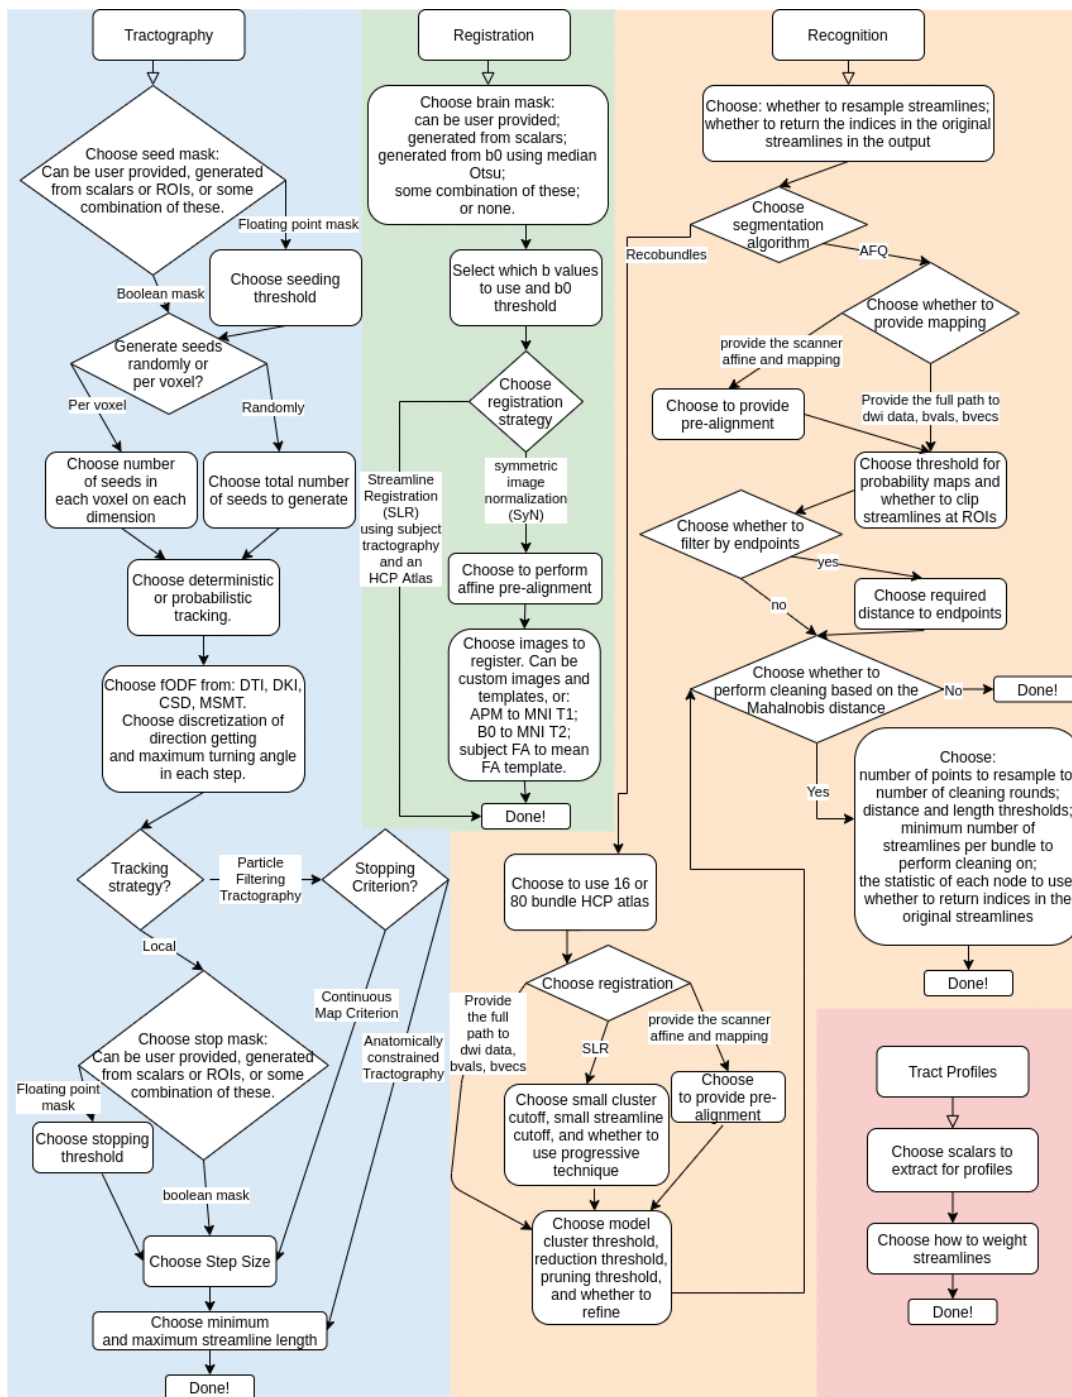 Tractography
Choose seed mask:
Can be user provided, generated
from scalars or ROIs, or some
combination of these.
Floating point mask
Choose seeding
threshold
Boolean mask
Generate seeds
randomly or
per voxel?
Per voxel
Randomly
Choose number
of seeds in
each voxel on each
dimension
Choose total number
of seeds to generate
Choose deterministic
or probabilistic
tracking.
Choose fODF from: DTI, DKI,
CSD, MSMT.
Choose discretization of
direction getting
and maximum turning angle
in each step.
Tracking
strategy?
Particle
Filtering
Tractography
Stopping
Criterion?
Local
Continuous
Map Criterion
Anatomically
constrained
Tractography
Choose stop mask:
Can be user provided, generated
from scalars or ROIs, or some
combination of these.
Floating point
mask
Choose stopping
threshold
boolean mask
Choose Step Size
Choose minimum
and maximum streamline length
Done!
Registration
Choose brain mask:
can be user provided;
generated from scalars;
generated from b0 using median
Otsu;
some combination of these;
or none.
Select which b values
to use and b0
threshold
Choose
registration
strategy
Streamline
Registration
(SLR)
using subject
tractography
and an
HCP Atlas
symmetric
image
normalization
(SyN)
Choose to perform
affine pre-alignment
Choose images to
register. Can be
custom images and
templates, or:
APM to MNI T1;
B0 to MNI T2;
subject FA to mean
FA template.
Done!
Recognition
Choose: whether to resample streamlines;
whether to return the indices in the original
streamlines in the output
Choose
segmentation
algorithm
Recobundles
AFQ
Choose whether to
provide mapping
provide the scanner
affine and mapping
Choose to provide
pre-alignment
Provide the full path to
dwi data, bvals, bvecs
Choose threshold for
probability maps and
whether to clip
streamlines at ROIs
Choose whether to
filter by endpoints
yes
Choose required
distance to endpoints
no
Choose whether to
perform cleaning based on the
Mahalnobis distance
No
Done!
Yes
Choose:
number of points to resample to
number of cleaning rounds;
distance and length thresholds;
minimum number of
streamlines per bundle to
perform cleaning on;
the statistic of each node to use
whether to return indices in the
original streamlines
Done!
Choose to use 16 or
80 bundle HCP atlas
Choose registration
Provide
the full
path to
dwi data,
bvals, bvecs
SLR
provide the scanner
affine and mapping
Choose
to provide pre-
alignment
Choose small cluster
cutoff, small streamline
cutoff, and whether to
use progressive
technique
Choose model
cluster threshold,
reduction threshold,
pruning threshold,
and whether to
refine
Tract Profiles
Choose scalars to
extract for profiles
Choose how to weight
streamlines
Done!